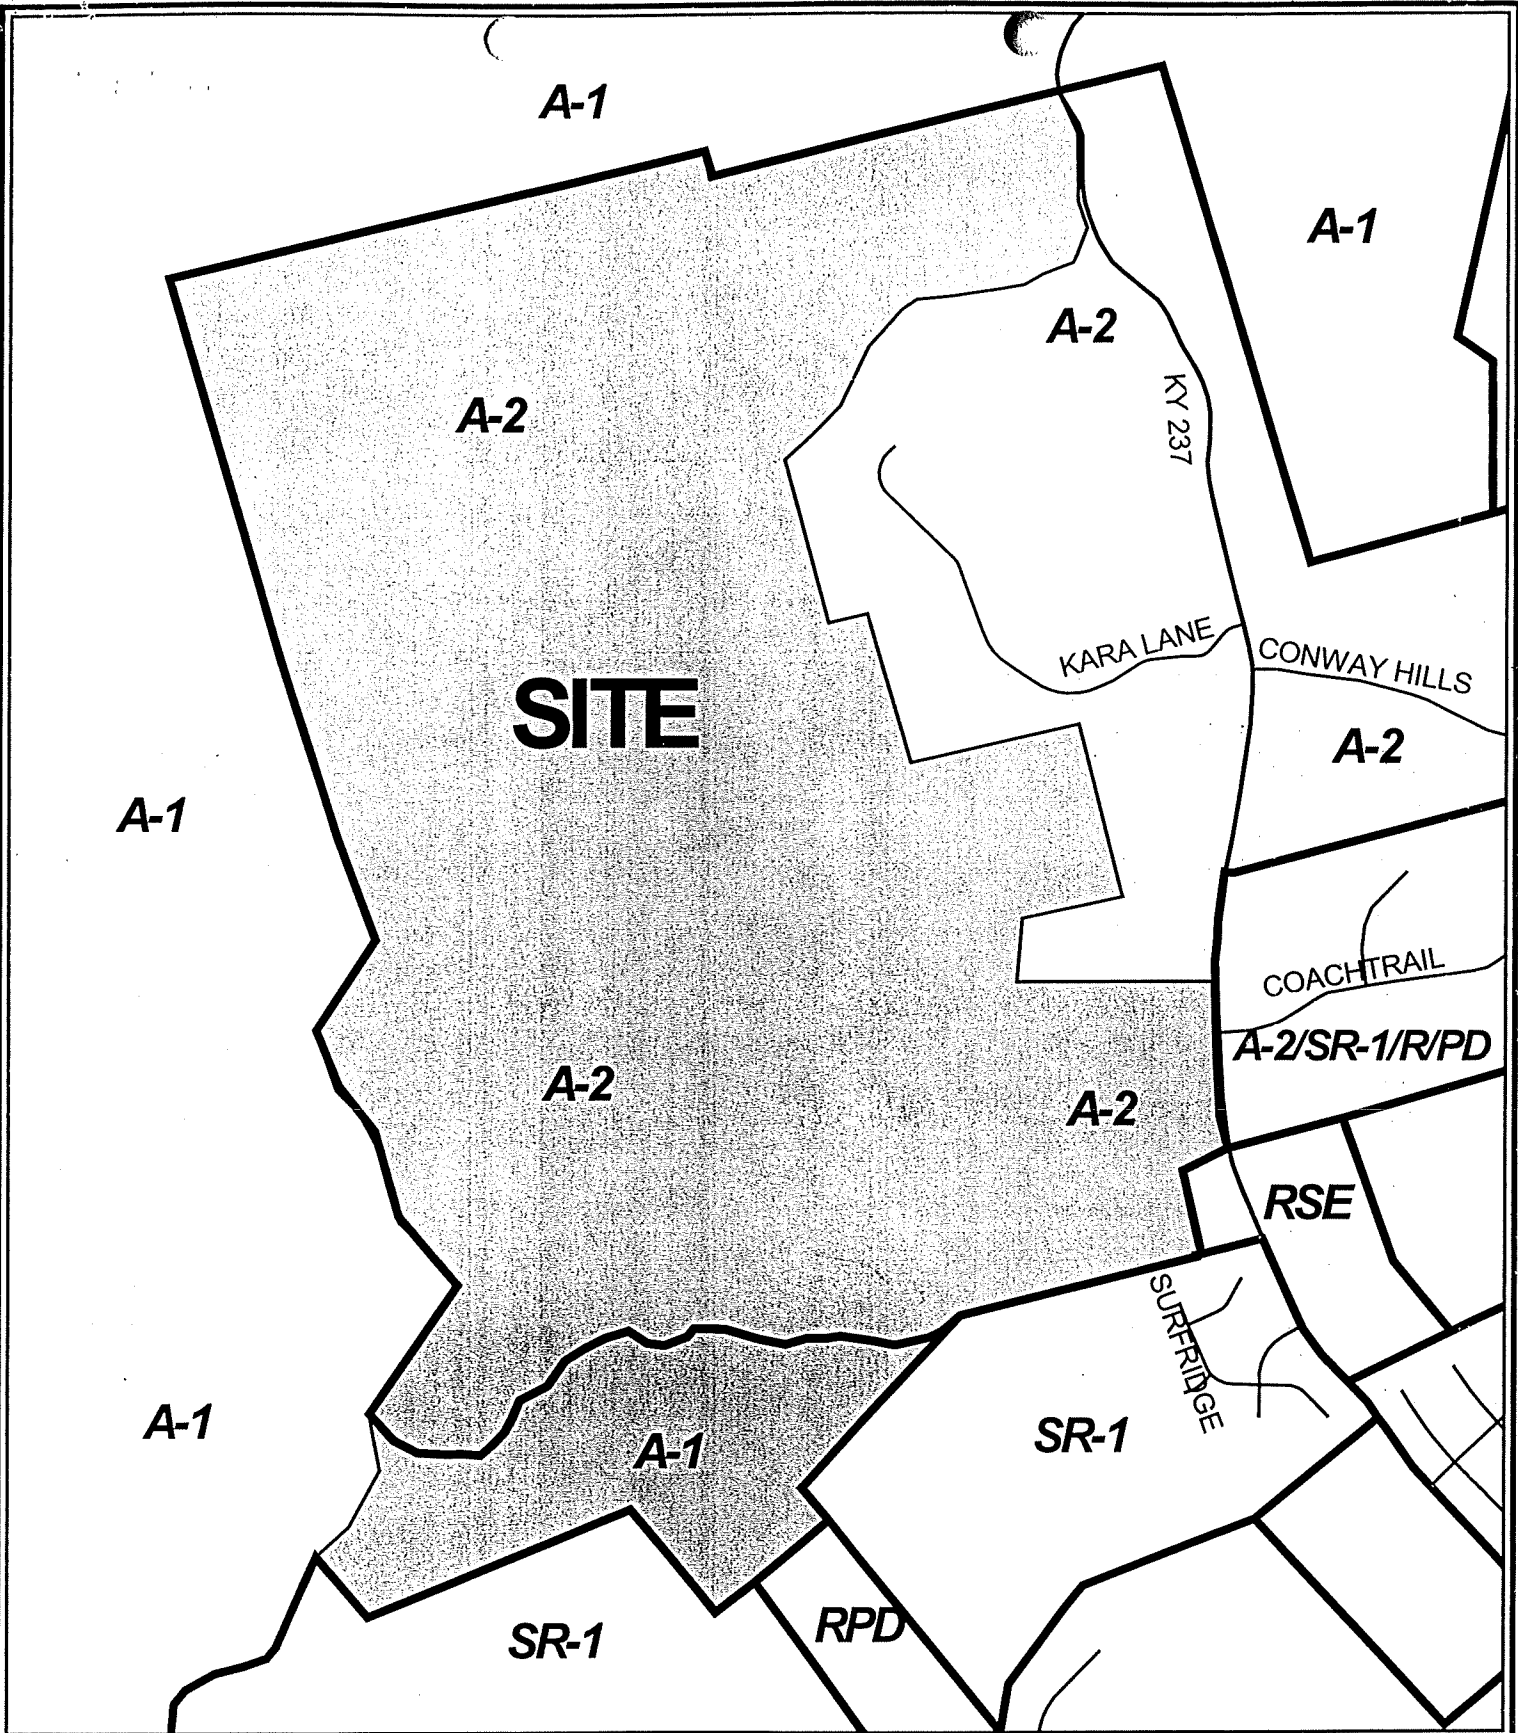 A-1
A-1
A-2
KY 237
A-2
KARA LANE
CONWAY HILLS
SITE
A-2
A-1
COACHTRAIL
A-2/SR-1/R/PD
A-2
A-2
RSE
SURFRIDGE
A-1
SR-1
A-1
RPD
SR-1